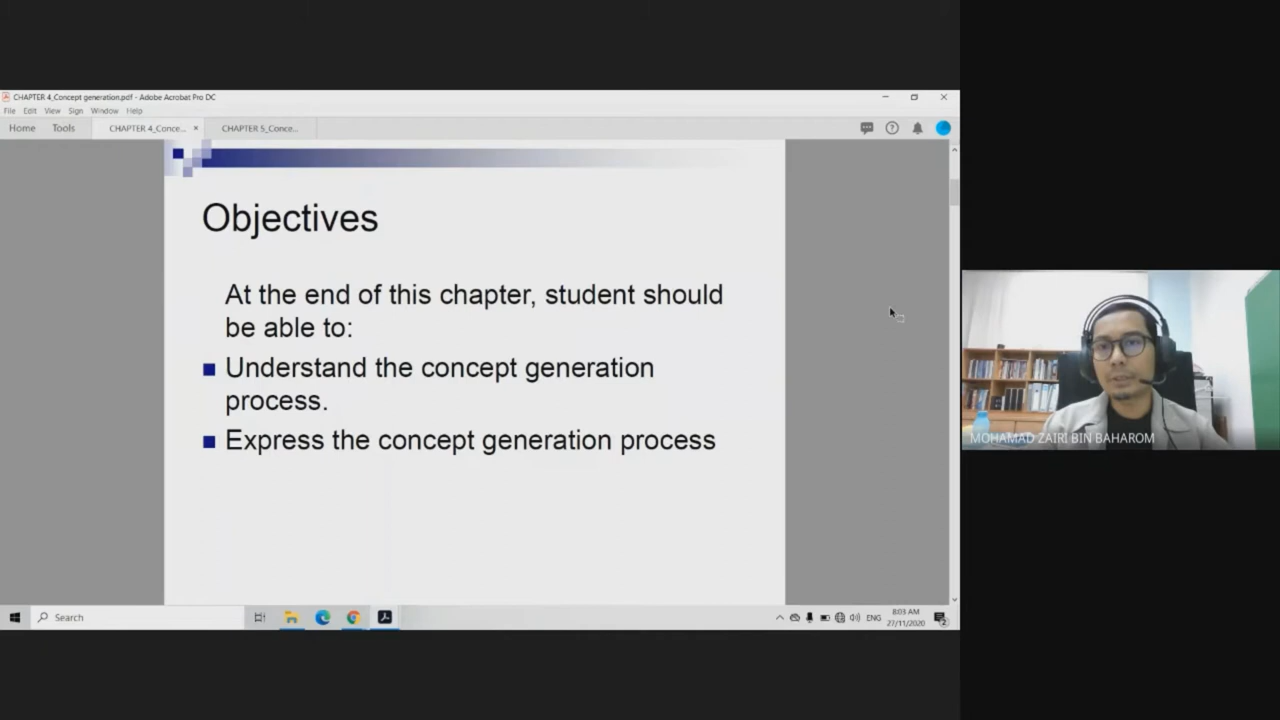 CHAPTER 4_Concept generation.pdf - Adobe Acrobat Pro DC
File Edit View Sign Window Help
Home Tools CHAPTER 4_Conce... × CHAPTER 5_Conce...
Objectives
At the end of this chapter, student should
be able to:
Understand the concept generation
process.
Express the concept generation process
MOHAMAD ZAIRI BIN BAHAROM
Search
ENG
8:03 AM
27/11/2020
2